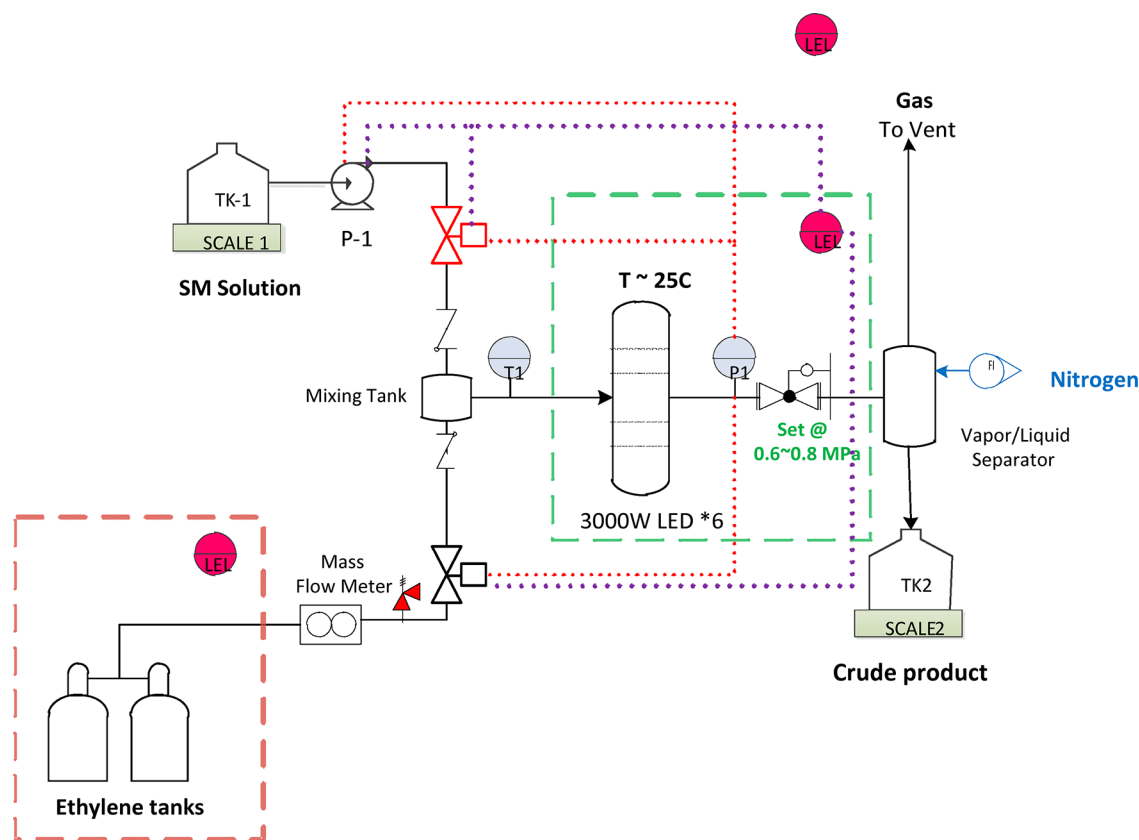 LEL
Gas
To Vent
TK-1
SCALE 1
P-1
SM Solution
LEL
T ~ 25C
T1
P1
FI
Nitrogen
Mixing Tank
Set @
0.6~0.8 MPa
Vapor/Liquid
Separator
3000W LED *6
LEL
Mass
Flow Meter
TK2
SCALE2
Crude product
Ethylene tanks